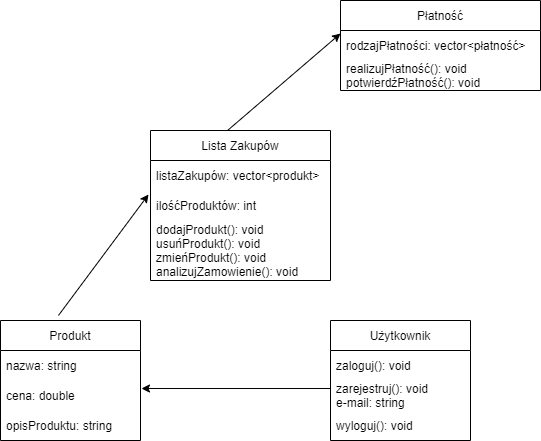 Płatność
rodzajPłatności: vector<płatność>
realizujPłatność(): void
potwierdźPłatność(): void
Lista Zakupów
listaZakupów: vector<produkt>
ilośćProduktów: int
dodajProdukt(): void
usuńProdukt(): void
zmieńProdukt(): void
analizujZamowienie(): void
Produkt
nazwa: string
cena: double
opisProduktu: string
Użytkownik
zaloguj(): void
zarejestruj(): void
e-mail: string
wyloguj(): void